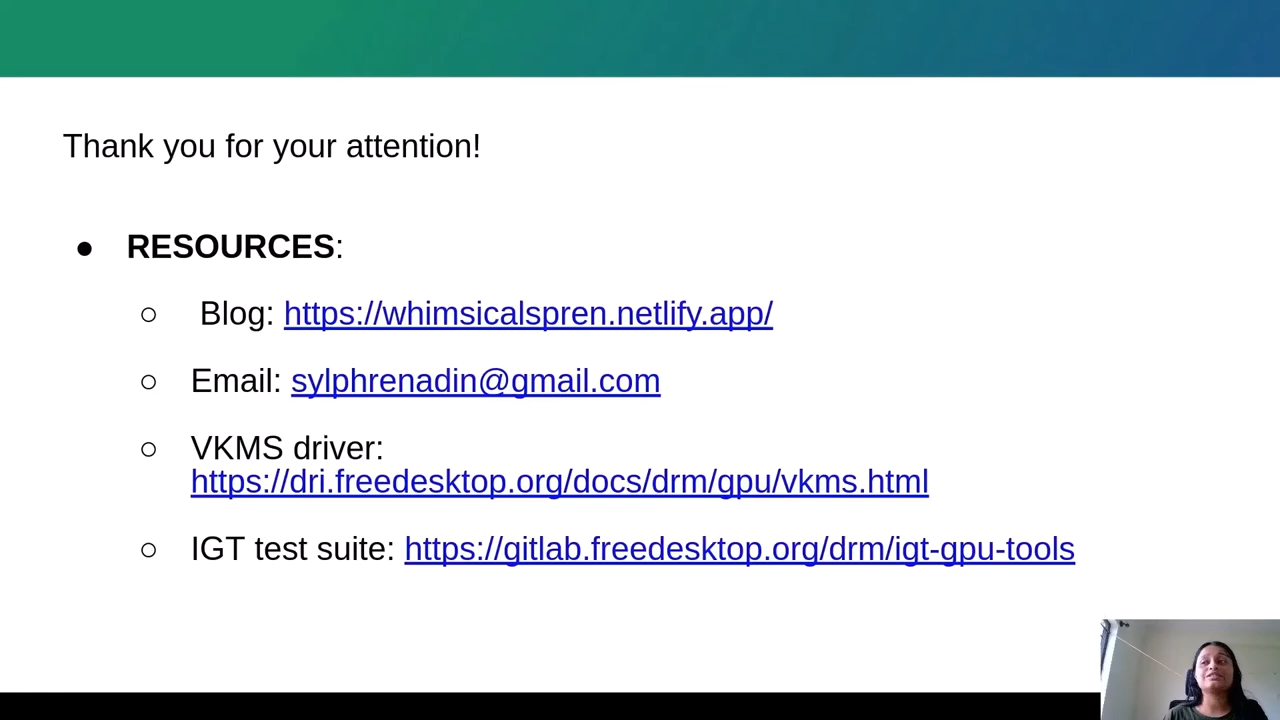 Thank you for your attention!
● RESOURCES:
○ Blog: https://whimsicalspren.netlify.app/
○ Email: sylphrenadin@gmail.com
○ VKMS driver:
https://dri.freedesktop.org/docs/drm/gpu/vkms.html
○ IGT test suite: https://gitlab.freedesktop.org/drm/igt-gpu-tools